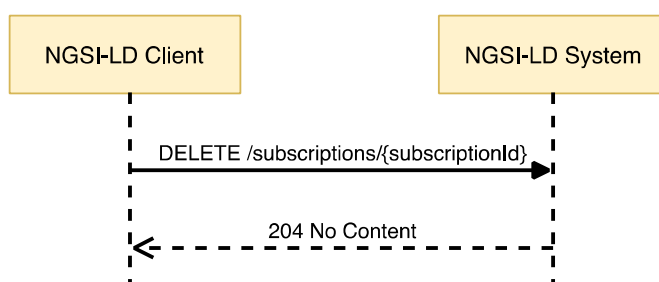 NGSI-LD Client
NGSI-LD System
DELETE /subscriptions/{subscriptionId}
204 No Content